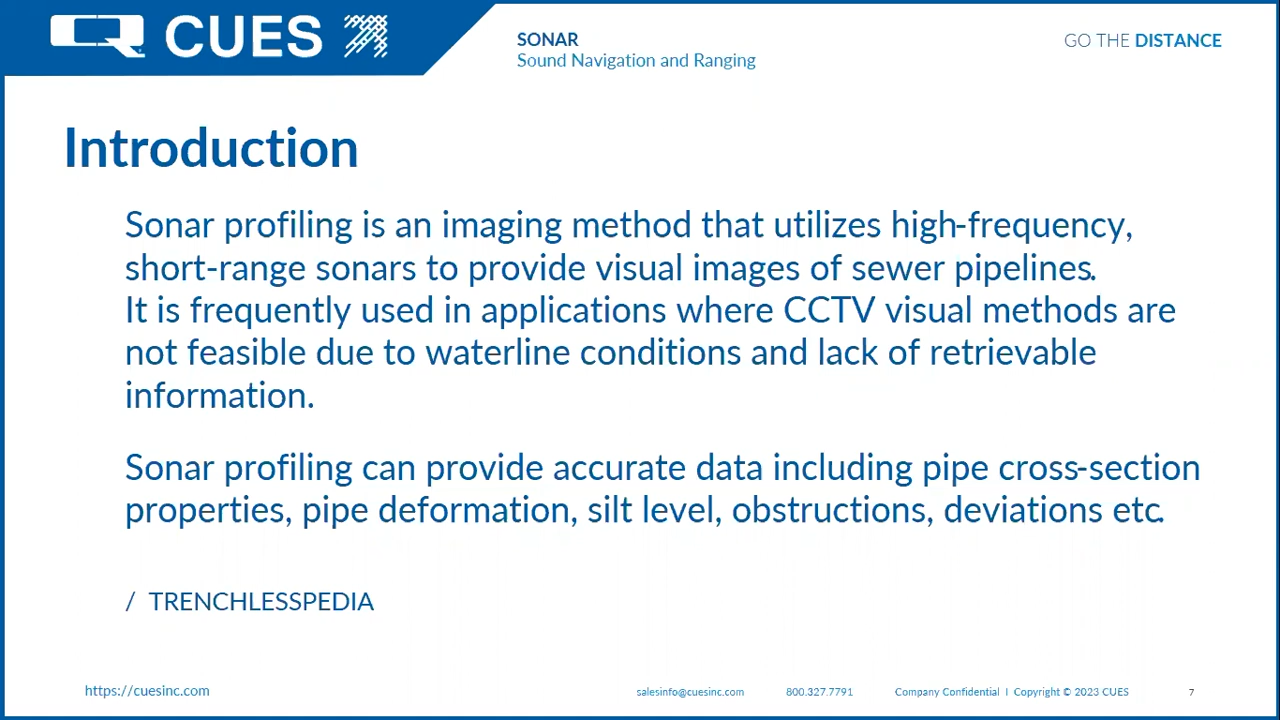 CUES
SONAR
Sound Navigation and Ranging
GO THE DISTANCE
Introduction
Sonar profiling is an imaging method that utilizes high-frequency,
short-range sonars to provide visual images of sewer pipelines.
It is frequently used in applications where CCTV visual methods are
not feasible due to waterline conditions and lack of retrievable
information.
Sonar profiling can provide accurate data including pipe cross-section
properties, pipe deformation, silt level, obstructions, deviations etc.
/ TRENCHLESSPEDIA
https://cuesinc.com
salesinfo@cuesinc.com
800.327.7791
Company Confidential I Copyright © 2023 CUES
7